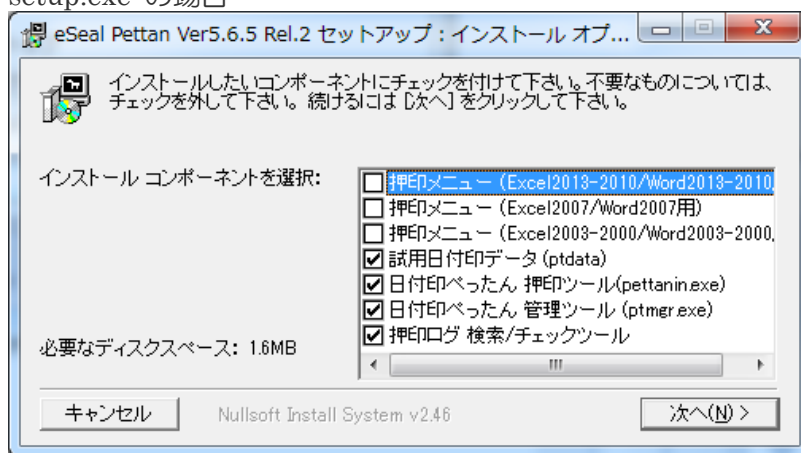 setup.exe の場合
eSeal Pettan Ver5.6.5 Rel.2 セットアップ：インストール オプ...
インストールしたいコンポーネントにチェックを付けて下さい。不要なものについては、
チェックを外して下さい。 続けるには [次へ] をクリックして下さい。
インストール コンポーネントを選択:
押印メニュー (Excel2013-2010/Word2013-2010,
押印メニュー (Excel2007/Word2007用)
押印メニュー (Excel2003-2000/Word2003-2000,
試用日付印データ (ptdata)
日付印ぺったん 押印ツール(pettanin.exe)
日付印ぺったん 管理ツール (ptmgr.exe)
押印ログ 検索/チェックツール
必要なディスクスペース: 1.6MB
キャンセル
Nullsoft Install System v2.46
次へ(N) >